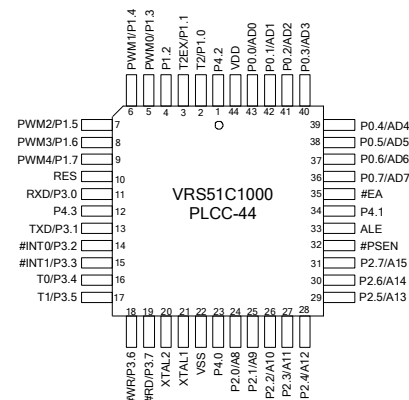 PWM1/P1.4
PWM0/P1.3
P1.2
T2EX/P1.1
T2/P1.0
P4.2
VDD
P0.0/AD0
P0.1/AD1
P0.2/AD2
P0.3/AD3
6 5 4 3 2 1 44 43 42 41 40
PWM2/P1.5 7
PWM3/P1.6 8
PWM4/P1.7 9
RES 10
RXD/P3.0 11
P4.3 12
TXD/P3.1 13
#INT0/P3.2 14
#INT1/P3.3 15
T0/P3.4 16
T1/P3.5 17
VRS51C1000
PLCC-44
39 P0.4/AD4
38 P0.5/AD5
37 P0.6/AD6
36 P0.7/AD7
35 #EA
34 P4.1
33 ALE
32 #PSEN
31 P2.7/A15
30 P2.6/A14
29 P2.5/A13
18 19 20 21 22 23 24 25 26 27 28
#WR/P3.6
#RD/P3.7
XTAL2
XTAL1
VSS
P4.0
P2.0/A8
P2.1/A9
P2.2/A10
P2.3/A11
P2.4/A12